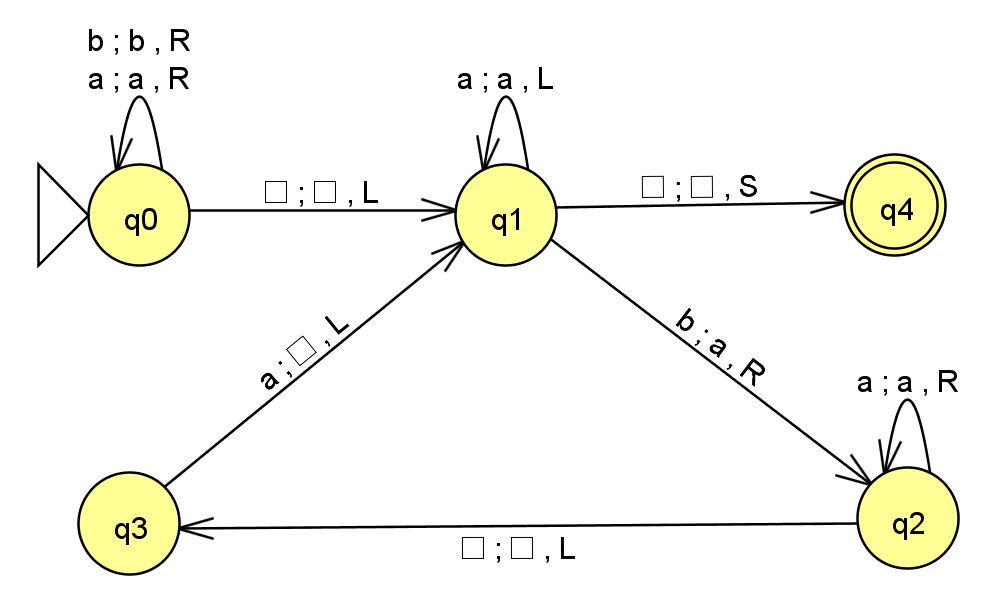 b ; b , R
a ; a , R
a ; a , L
□ ; □ , L
□ ; □ , S
q0
q1
q4
a ; □ , L
b ; a , R
a ; a , R
q3
q2
□ ; □ , L